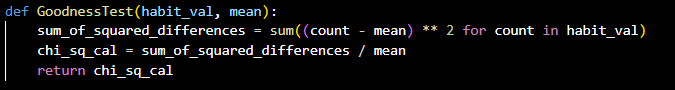 def GoodnessTest(habit_val, mean):
    sum_of_squared_differences = sum((count - mean) ** 2 for count in habit_val)
    chi_sq_cal = sum_of_squared_differences / mean
    return chi_sq_cal